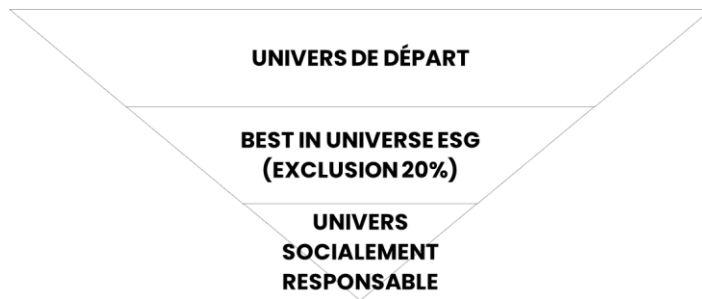 UNIVERS DE DÉPART
BEST IN UNIVERSE ESG
(EXCLUSION 20%)
UNIVERS
SOCIALEMENT
RESPONSABLE